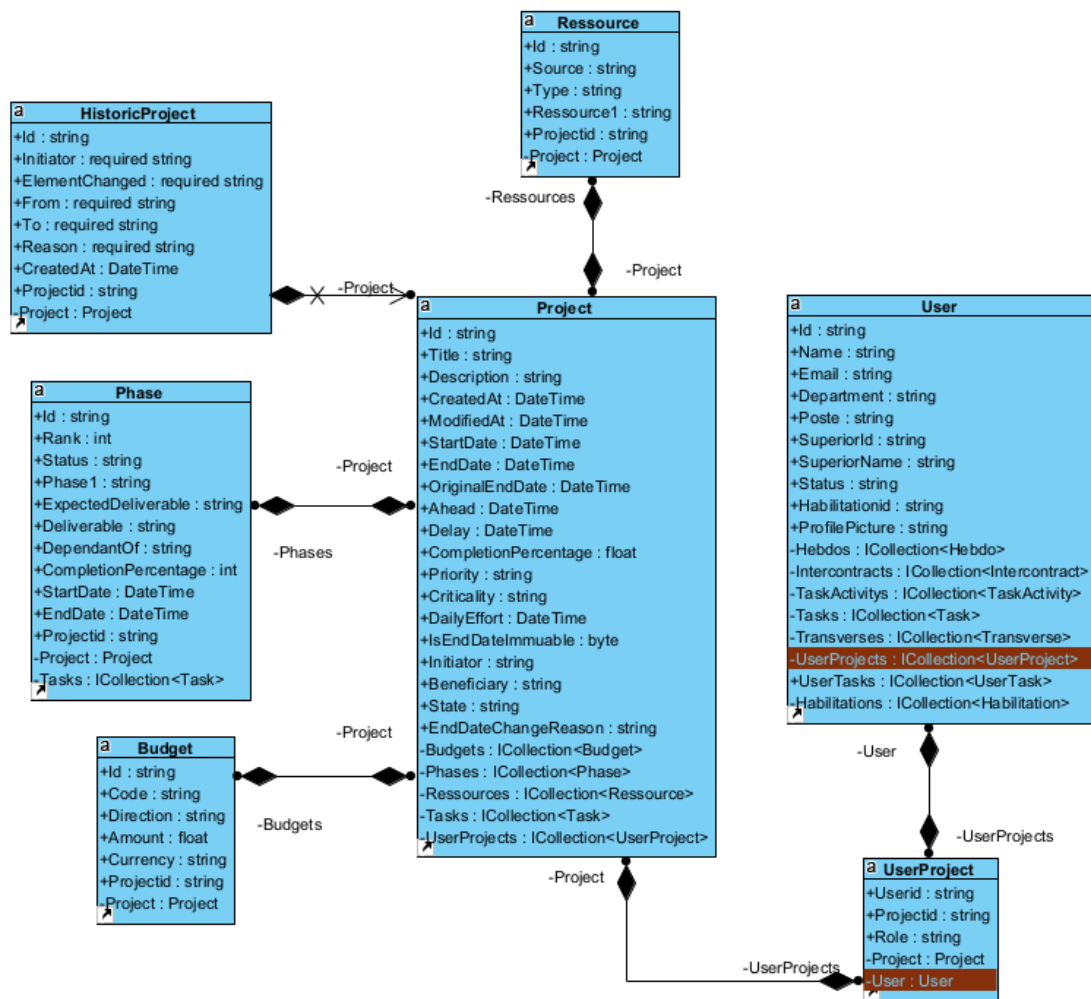 a
Ressource
+Id : string
+Source : string
+Type : string
+Ressource1 : string
+Projectid : string
-Project : Project
-Ressources
-Project
a
HistoricProject
+Id : string
+Initiator : required string
+ElementChanged : required string
+From : required string
+To : required string
+Reason : required string
+CreatedAt : DateTime
+Projectid : string
-Project : Project
-Project
a
Project
+Id : string
+Title : string
+Description : string
+CreatedAt : DateTime
+ModifiedAt : DateTime
+StartDate : DateTime
+EndDate : DateTime
+OriginalEndDate : DateTime
+Ahead : DateTime
+Delay : DateTime
+CompletionPercentage : float
+Priority : string
+Criticality : string
+DailyEffort : DateTime
+IsEndDateImmuable : byte
+Initiator : string
+Beneficiary : string
+State : string
+EndDateChangeReason : string
-Budgets : ICollection<Budget>
-Phases : ICollection<Phase>
-Ressources : ICollection<Ressource>
-Tasks : ICollection<Task>
-UserProjects : ICollection<UserProject>
a
User
+Id : string
+Name : string
+Email : string
+Department : string
+Poste : string
+SuperiorId : string
+SuperiorName : string
+Status : string
+Habilitationid : string
+ProfilePicture : string
-Hebdos : ICollection<Hebdo>
-Intercontracts : ICollection<Intercontract>
-TaskActivitys : ICollection<TaskActivity>
-Tasks : ICollection<Task>
-Transverses : ICollection<Transverse>
-UserProjects : ICollection<UserProject>
+UserTasks : ICollection<UserTask>
-Habilitations : ICollection<Habilitation>
a
Phase
+Id : string
+Rank : int
+Status : string
+Phase1 : string
+ExpectedDeliverable : string
+Deliverable : string
+DependantOf : string
+CompletionPercentage : int
+StartDate : DateTime
+EndDate : DateTime
+Projectid : string
-Project : Project
-Tasks : ICollection<Task>
-Project
-Phases
a
Budget
+Id : string
+Code : string
+Direction : string
+Amount : float
+Currency : string
+Projectid : string
-Project : Project
-Project
-Budgets
-User
-UserProjects
-Project
-UserProjects
a
UserProject
+Userid : string
+Projectid : string
+Role : string
-Project : Project
-User : User